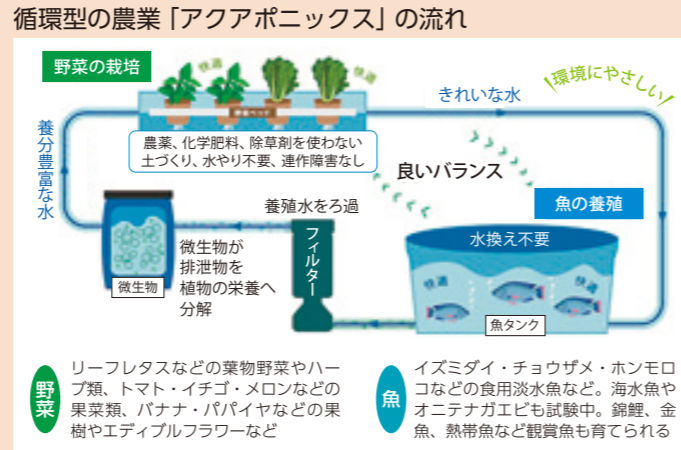 循環型の農業「アクアポニックス」の流れ
野菜の栽培
快適
快適
きれいな水
環境にやさしい
農薬、化学肥料、除草剤を使わない
土づくり、水やり不要、連作障害なし
養分豊富な水
良いバランス
魚の養殖
養殖水をろ過
水換え不要
微生物が
排泄物を
植物の栄養へ
分解
微生物
フィルター
快適
快適
魚タンク
野菜
リーフレタスなどの葉物野菜やハー
ブ類、トマト・イチゴ・メロンなどの
果菜類、バナナ・パパイヤなどの果
樹やエディブルフラワーなど
魚
イズミダイ・チョウザメ・ホンモロ
コなどの食用淡水魚など。海水魚や
オニテナガエビも試験中。錦鯉、金
魚、熱帯魚など観賞魚も育てられる